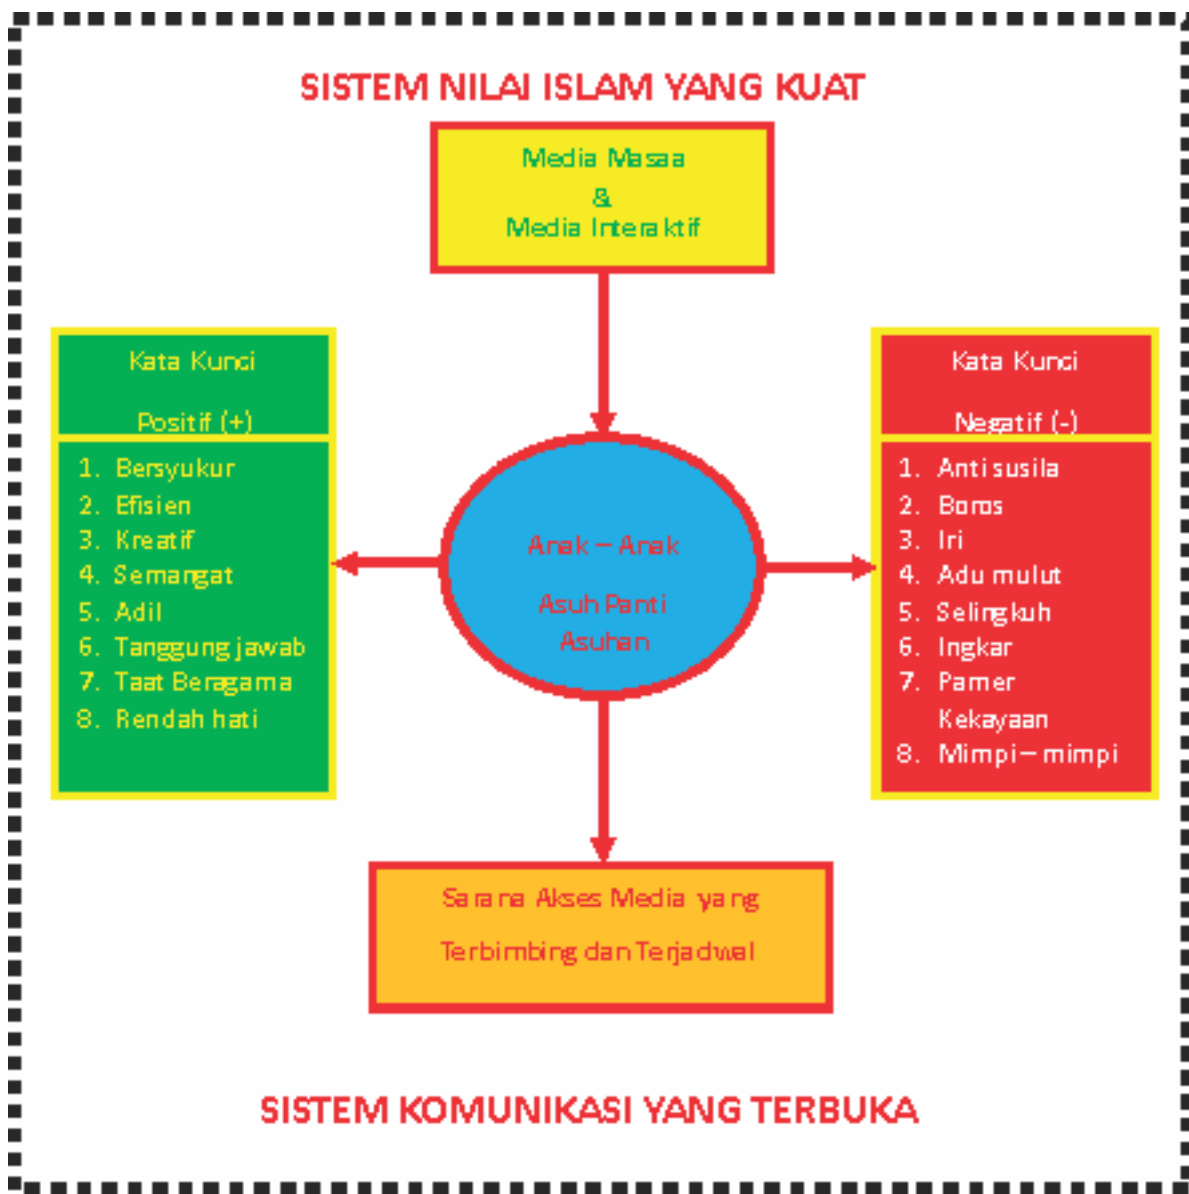 SISTEM NILAI ISLAM YANG KUAT
Media Masaa
&
Media Interaktif
Kata Kunci
Positif (+)
1. Bersyukur
2. Efisien
3. Kreatif
4. Semangat
5. Adil
6. Tanggung jawab
7. Taat Beragama
8. Rendah hati
Anak – Anak
Asuh Panti
Asuhan
Kata Kunci
Negatif (-)
1. Anti susila
2. Boros
3. Iri
4. Adu mulut
5. Selingkuh
6. Ingkar
7. Pamer
Kekayaan
8. Mimpi – mimpi
Sarana Akses Media yang
Terbimbing dan Terjadwal
SISTEM KOMUNIKASI YANG TERBUKA